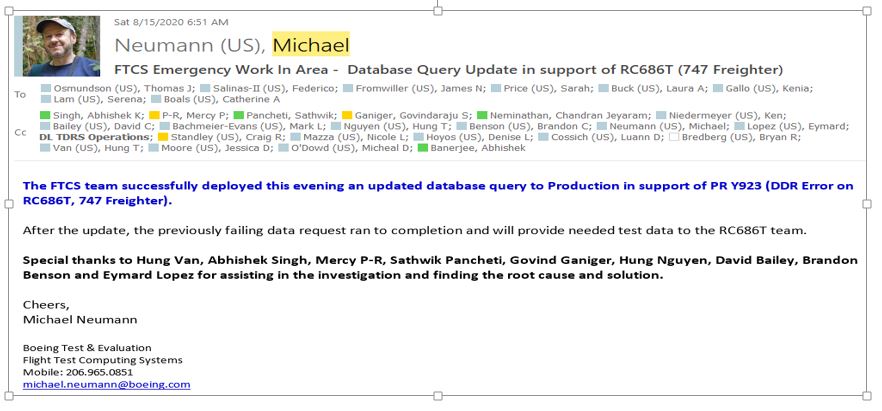 Sat 8/15/2020 6:51 AM
Neumann (US), Michael
FTCS Emergency Work In Area - Database Query Update in support of RC686T (747 Freighter)
To Osmundson (US), Thomas J; Salinas-II (US), Federico; Fromwiller (US), James N; Price (US), Sarah; Buck (US), Laura A; Gallo (US), Kenia;
Lam (US), Serena; Boals (US), Catherine A
Singh, Abhishek K; P-R, Mercy P; Pancheti, Sathwik; Ganiger, Govindaraju S; Neminathan, Chandran Jeyaram; Niedermeyer (US), Ken;
Cc Bailey (US), David C; Bachmeier-Evans (US), Mark L; Nguyen (US), Hung T; Benson (US), Brandon C; Neumann (US), Michael; Lopez (US), Eymard;
DL TDRS Operations; Standley (US), Craig R; Mazza (US), Nicole L; Hoyos (US), Denise L; Cossich (US), Luann D; Bredberg (US), Bryan R;
Van (US), Hung T; Moore (US), Jessica D; O'Dowd (US), Micheal D; Banerjee, Abhishek
The FTCS team successfully deployed this evening an updated database query to Production in support of PR Y923 (DDR Error on
RC686T, 747 Freighter).
After the update, the previously failing data request ran to completion and will provide needed test data to the RC686T team.
Special thanks to Hung Van, Abhishek Singh, Mercy P-R, Sathwik Pancheti, Govind Ganiger, Hung Nguyen, David Bailey, Brandon
Benson and Eymard Lopez for assisting in the investigation and finding the root cause and solution.
Cheers,
Michael Neumann
Boeing Test & Evaluation
Flight Test Computing Systems
Mobile: 206.965.0851
michael.neumann@boeing.com